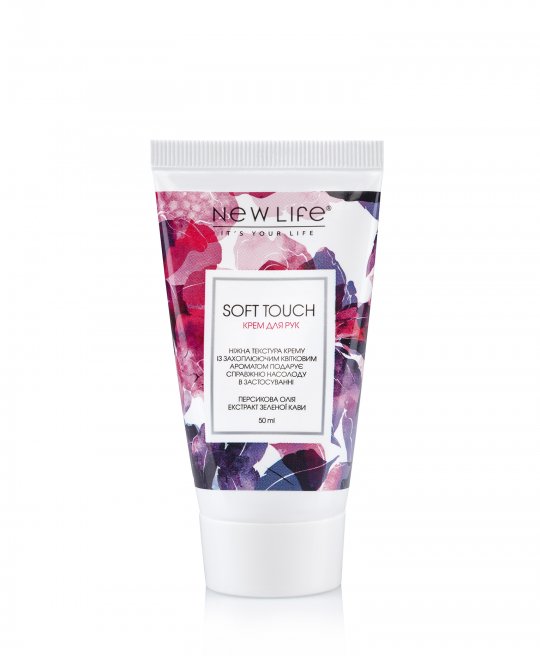 NEW LIFE®
IT'S YOUR LIFE
SOFT TOUCH
КРЕМ ДЛЯ РУК
НІЖНА ТЕКСТУРА КРЕМУ
ІЗ ЗАХОПЛЮЮЧИМ КВІТКОВИМ
АРОМАТОМ ПОДАРУЄ
СПРАВЖНЮ НАСОЛОДУ
В ЗАСТОСУВАННІ
ПЕРСИКОВА ОЛІЯ
ЕКСТРАКТ ЗЕЛЕНОЇ КАВИ
50 ml